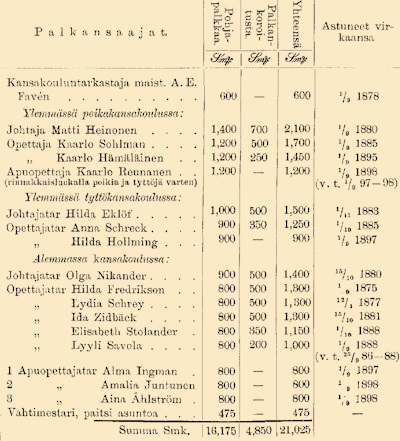 Palkansaajat. Pohjapalkkaa. Palkankoroitusta. Yhteensä Astuneet virkaansa
Smk Smk Smk
Kansakouluntarkastaja maist. A. E.
Favén . . . . . . . . . . 600 — 600 1/9 1878
Ylemmässä poikakansakoulussa:
Johtaja Matti Heinonen . . . . 1,400 700 2,100 1/9 1880
Opettaja Kaarlo Sohlman . . . . 1,200 500 1,700 1/9 1885
„ Kaarlo Hämäläinen . . 1,200 250 1,450 1/9 1895
Apuopettaja Kaarlo Reunanen . . 1,200 — 1,200 1/9 1898
(rinnakkaisluokalla poikia ja tyttöjä varten) (v. t. 1/9 97—98)
Ylemmässä tyttökansakoulussa:
Johtajatar Hilda Eklöf . . . . 1,000 500 1,500 1/11 1883
Opettajatar Anna Schreck . . . . 900 350 1,250 1/10 1885
„ Hilda Hollming . . . 900 — 900 1/9 1897
Alemmassa kansakoulussa:
Johtajatar Olga Nikander . . . . 900 500 1,400 15/10 1880
Opettajatar Hilda Fredrikson . . 800 500 1,300 1/9 1875
„ Lydia Schrey . . . . 800 500 1,300 1877
„ Ida Zidbäck . . . . 800 500 1,300 15/10 1881
„ Elisabeth Stolander . 800 350 1,150 1/10 1888
„ Lyyli Savola . . . . 800 200 1,000 1/9 1888
(v. t. 86—88)
1 Apuopettajatar Alma Ingman . 800 — 800 1/9 1897
2 „ Amalia Juntunen 800 — 800 1/9 1898
3 „ Aina Åhlström . 800 — 800 1/9 1898
Vahtimestari, paitsi asuntoa . . . 475 — 475 —
Summa Smk. 16,175 4,850 21,025